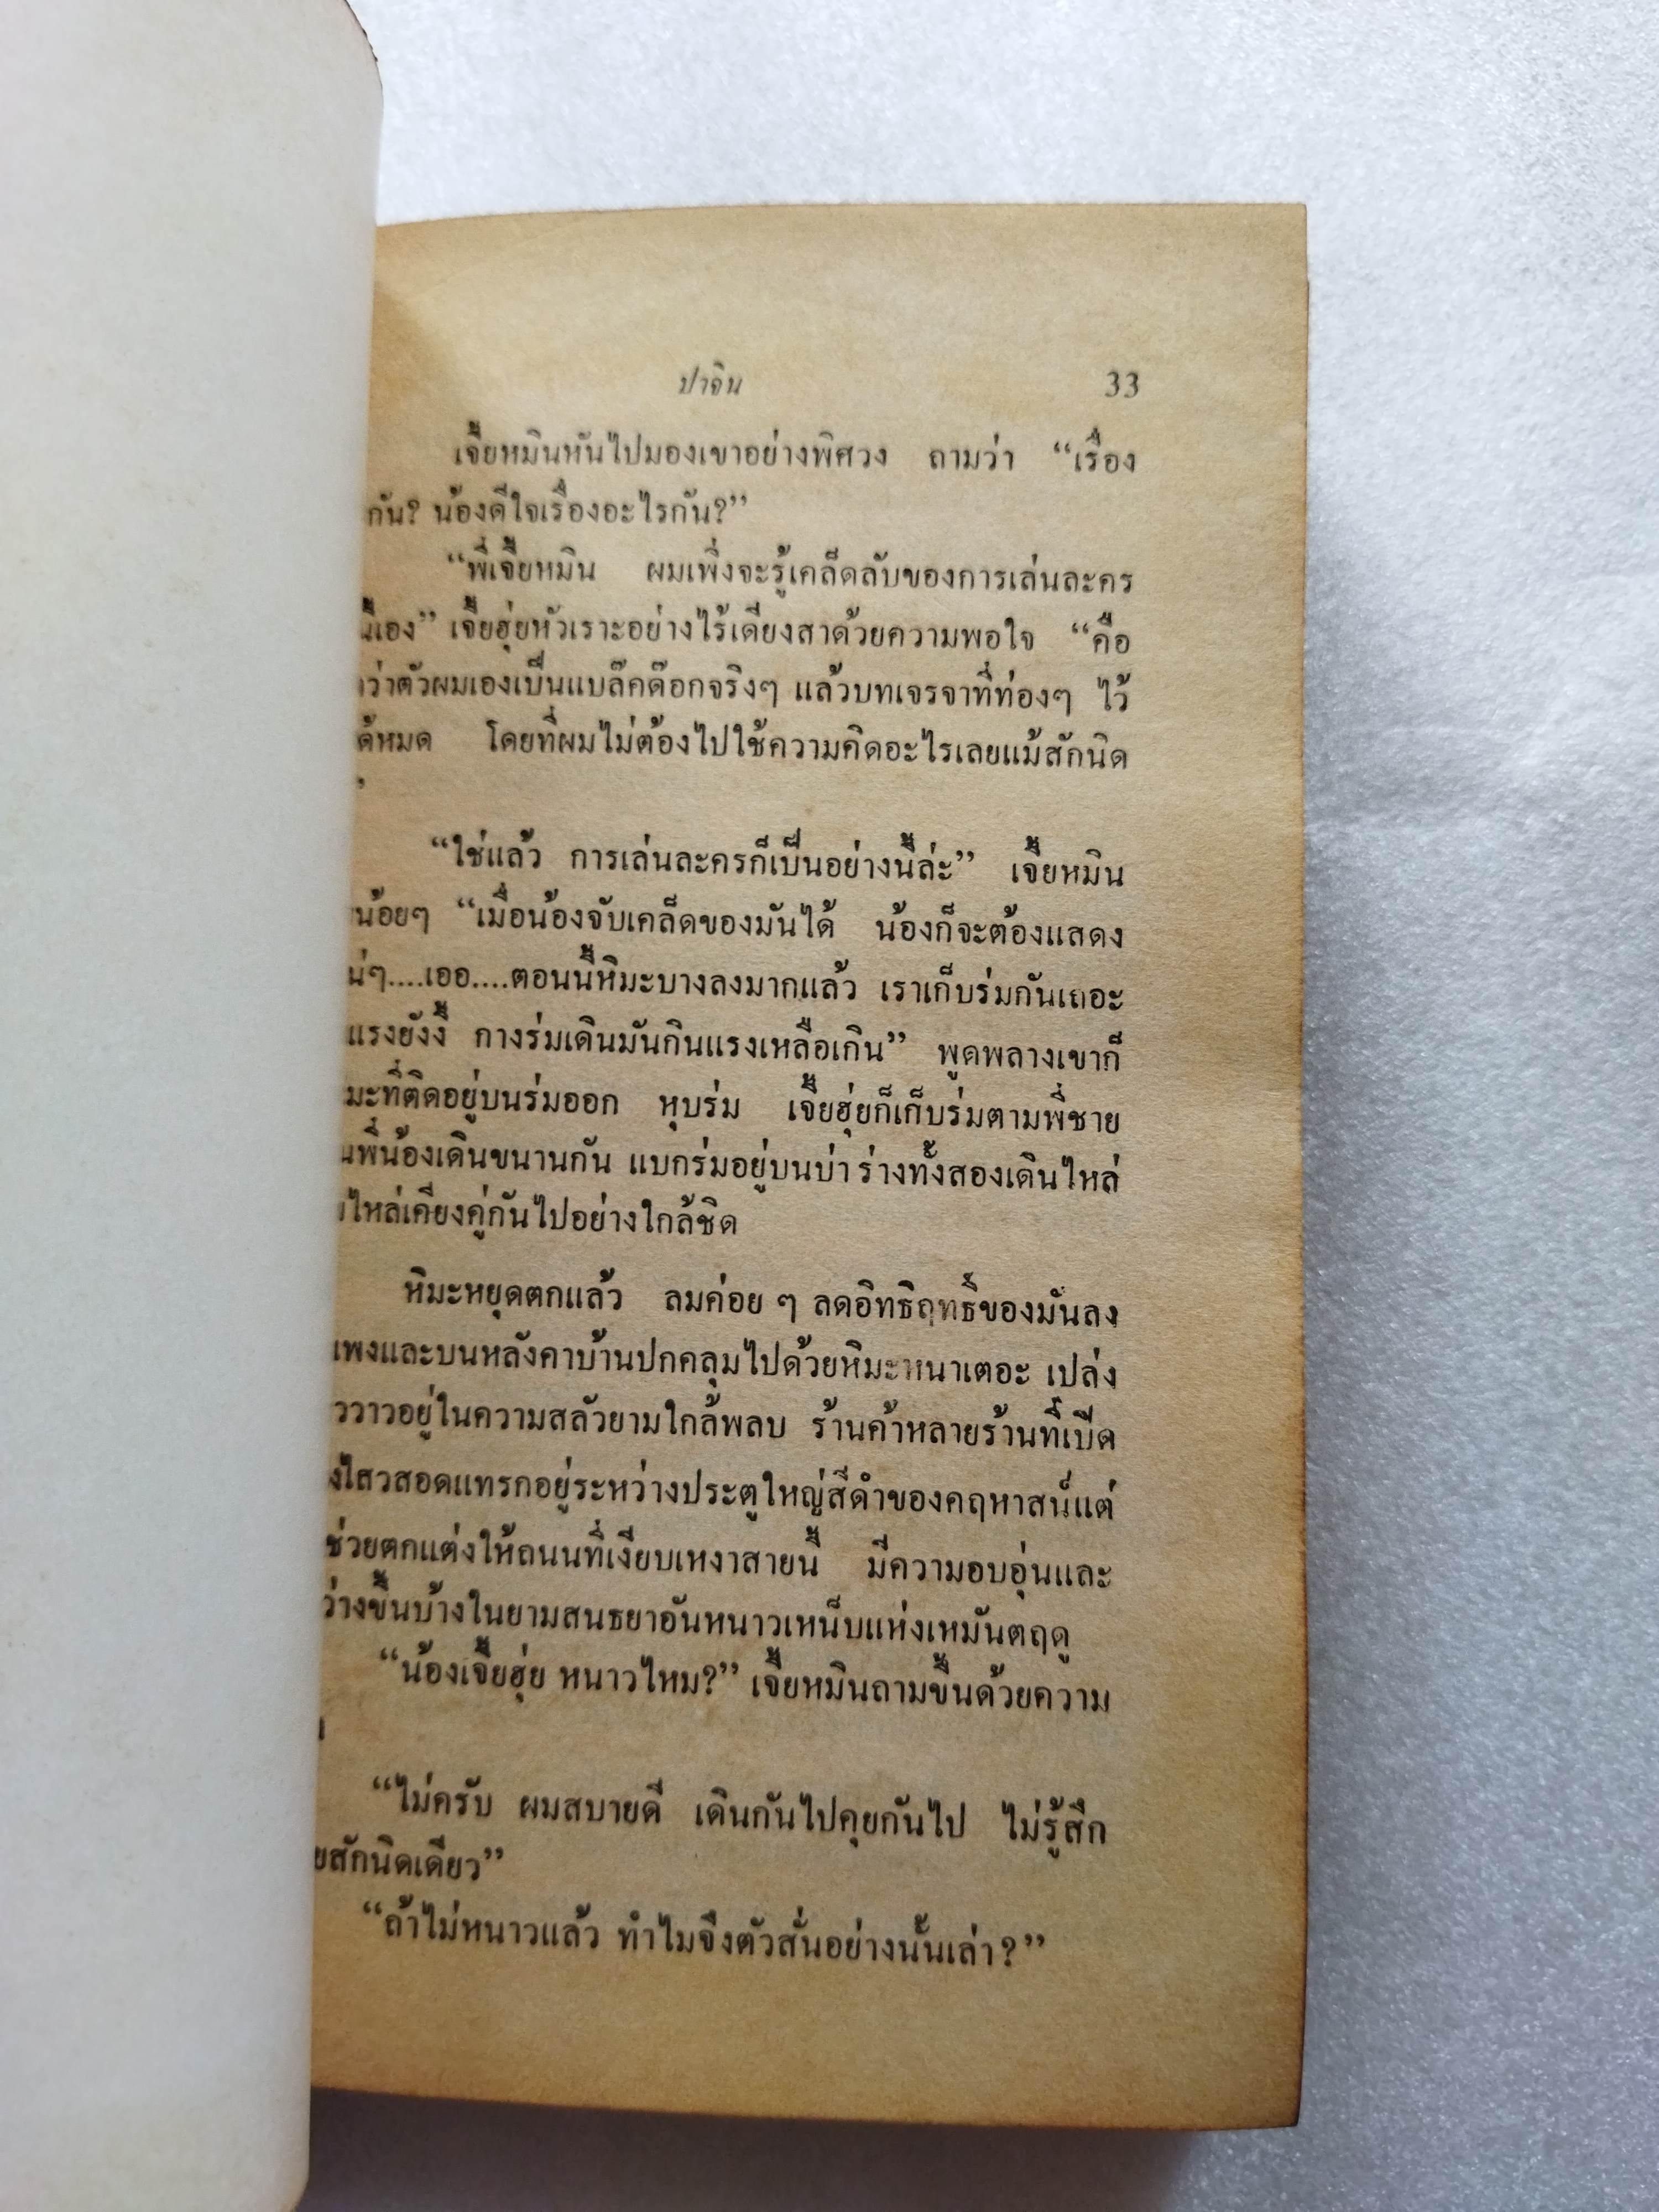 ปาจิน 33
เจี้ยหมินหันไปมองเขาอย่างพิศวง ถามว่า “เรื่อง
กัน? น้องดีใจเรื่องอะไรกัน?”
“พี่เจี้ยหมิน ผมเพิ่งจะรู้เคล็ดลับของการเล่นละคร
นี้เอง” เจี้ยฮุ่ยหัวเราะอย่างไร้เดียงสาด้วยความพอใจ “คือ
ว่าตัวผมเองเป็นแบล๊คด๊อกจริงๆ แล้วบทเจรจาที่ท่องๆ ไว้
ด้หมด โดยที่ผมไม่ต้องไปใช้ความคิดอะไรเลยแม้สักนิด
“ใช่แล้ว การเล่นละครก็เป็นอย่างนี้ล่ะ” เจี้ยหมิน
น้อยๆ “เมื่อน้องจับเคล็ดของมันได้ น้องก็จะต้องแสดง
น่ๆ....เออ....ตอนนี้หิมะบางลงมากแล้ว เราเก็บร่มกันเถอะ
แรงยังงี้ กางร่มเดินมันกินแรงเหลือเกิน” พูดพลางเขาก็
มะที่ติดอยู่บนร่มออก หุบร่ม เจี้ยฮุ่ยก็เก็บร่มตามพี่ชาย
พี่น้องเดินขนานกัน แบกร่มอยู่บนบ่า ร่างทั้งสองเดินไหล่
ไหล่เคียงคู่กันไปอย่างใกล้ชิด
หิมะหยุดตกแล้ว ลมค่อย ๆ ลดอิทธิฤทธิ์ของมันลง
เพงและบนหลังคาบ้านปกคลุมไปด้วยหิมะหนาเตอะ เปล่ง
ววาวอยู่ในความสลัวยามใกล้พลบ ร้านค้าหลายร้านที่เปิด
งไสวสอดแทรกอยู่ระหว่างประตูใหญ่สีดำของคฤหาสน์แต่
ช่วยตกแต่งให้ถนนที่เงียบเหงาสายนี้ มีความอบอุ่นและ
ว่างขึ้นบ้างในยามสนธยาอันหนาวเหน็บแห่งเหมันตฤดู
“น้องเจี้ยฮุ่ย หนาวไหม?” เจี้ยหมินถามขึ้นด้วยความ
“ไม่ครับ ผมสบายดี เดินกันไปคุยกันไป ไม่รู้สึก
ยสักนิดเดียว”
“ถ้าไม่หนาวแล้ว ทำไมจึงตัวสั่นอย่างนั้นเล่า?”